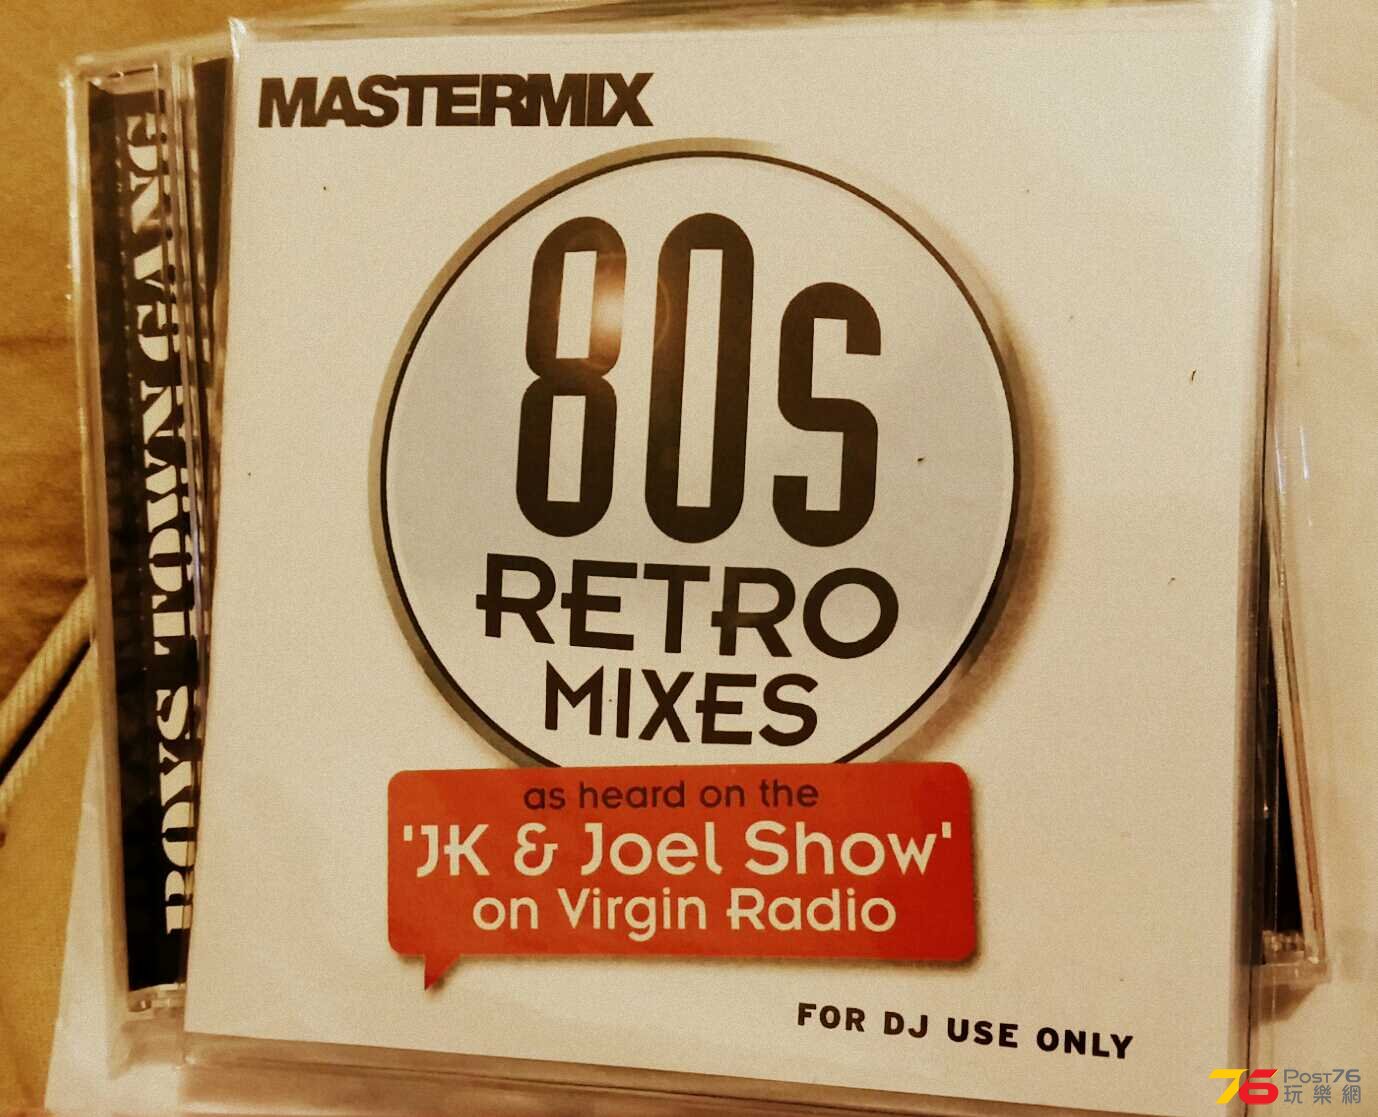 MASTERMIX
80s
RETRO
MIXES
as heard on the
'JK & Joel Show'
on Virgin Radio
FOR DJ USE ONLY
BOYS TOWN GANG
76 POST76
玩樂網